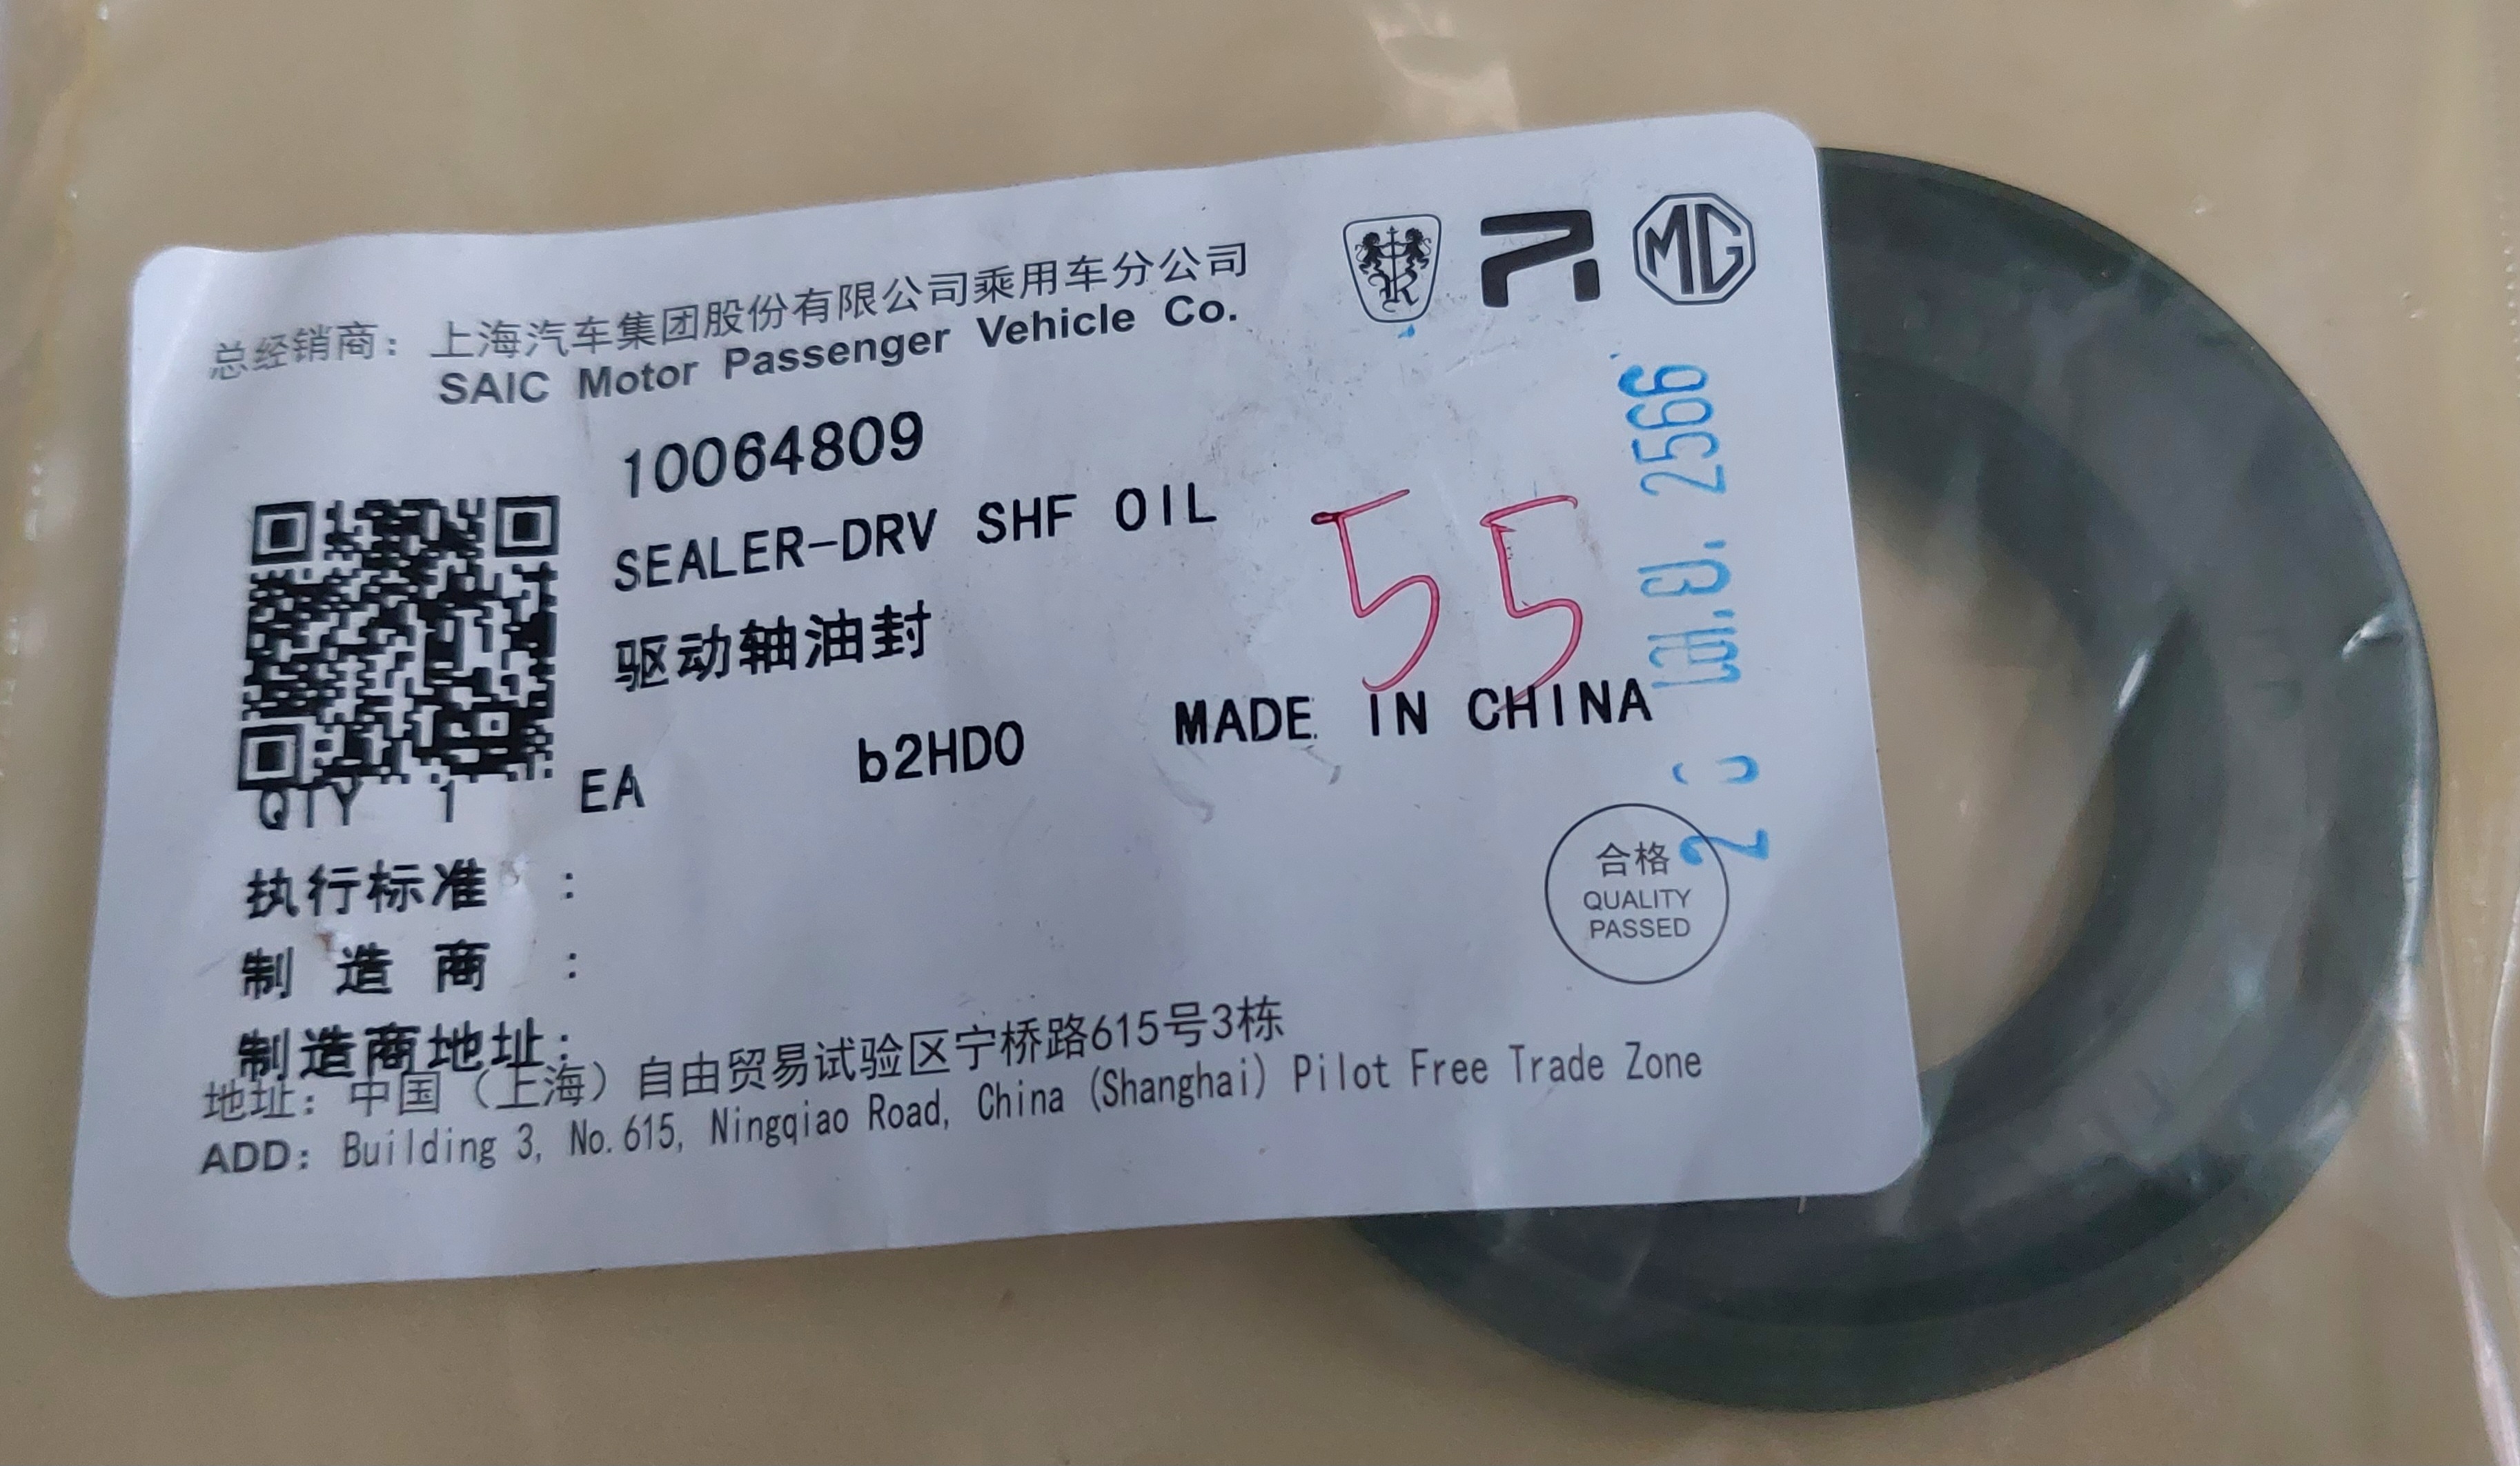 总经销商：上海汽车集团股份有限公司乘用车分公司
SAIC Motor Passenger Vehicle Co.
MG
10064809
SEALER-DRV SHF OIL
驱动轴油封
55
เม.ย. 2566
QTY 1 EA b2HD0 MADE IN CHINA
合格
QUALITY
PASSED
执行标准 :
制 造 商 :
制造商地址:
地址：中国（上海）自由贸易试验区宁桥路615号3栋
ADD: Building 3, No.615, Ningqiao Road, China (Shanghai) Pilot Free Trade Zone